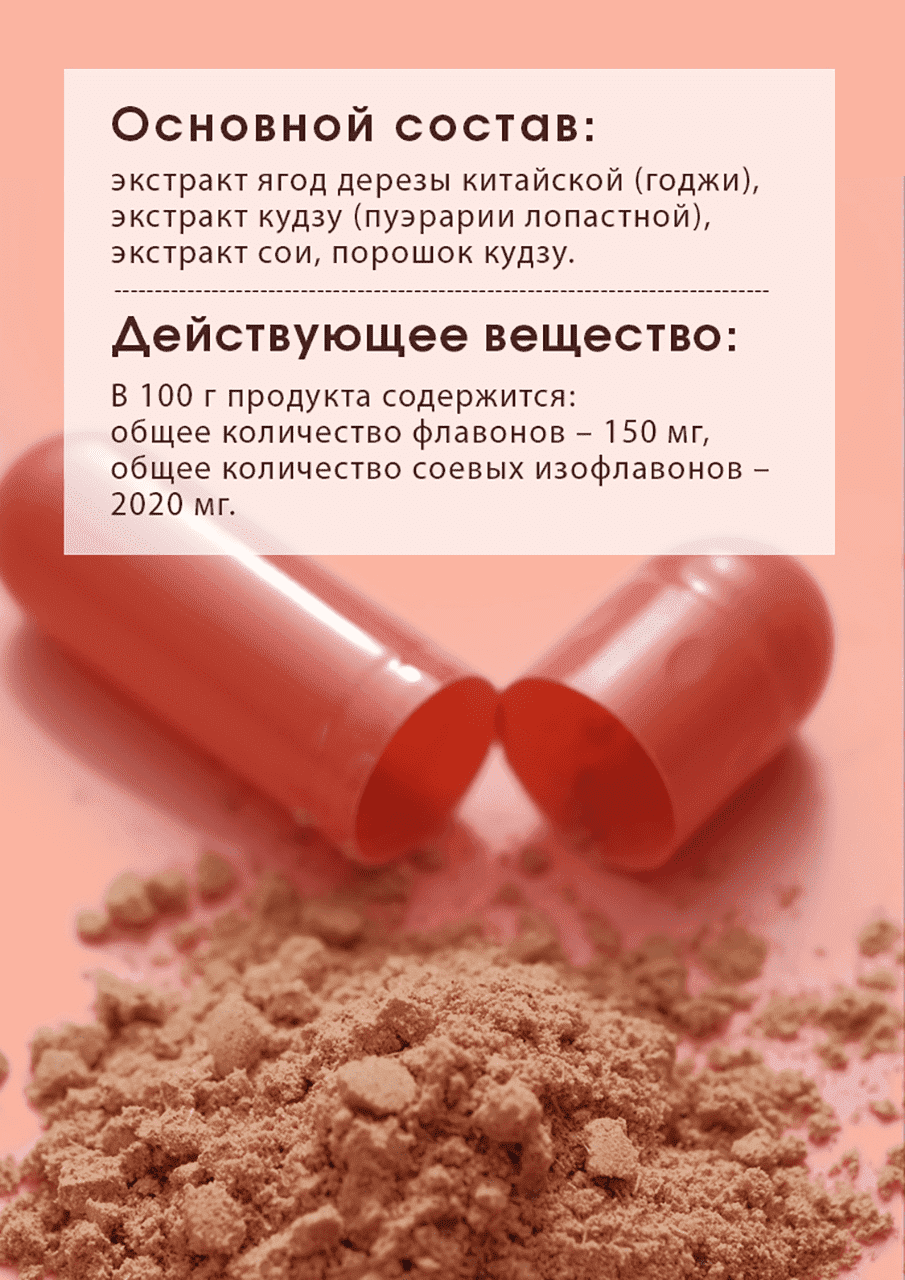 Основной состав:
экстракт ягод дерезы китайской (годжи),
экстракт кудзу (пуэрарии лопастной),
экстракт сои, порошок кудзу.
Действующее вещество:
В 100 г продукта содержится:
общее количество флавонов – 150 мг,
общее количество соевых изофлавонов –
2020 мг.